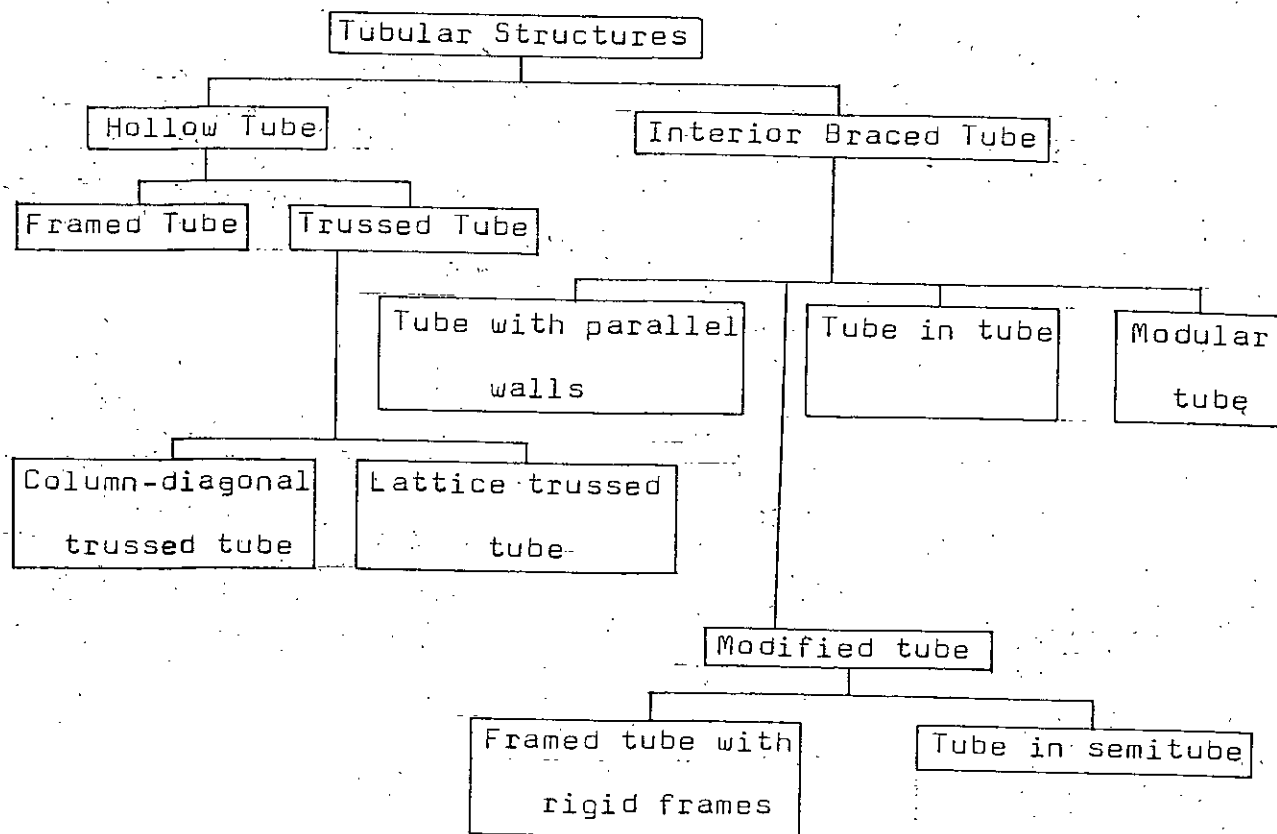 Tubular Structures
Hollow Tube
Interior Braced Tube
Framed Tube
Trussed Tube
Tube with parallel
walls
Tube in tube
Modular
tube
Column-diagonal
trussed tube
Lattice trussed
tube
Modified tube
Framed tube with
rigid frames
Tube in semitube